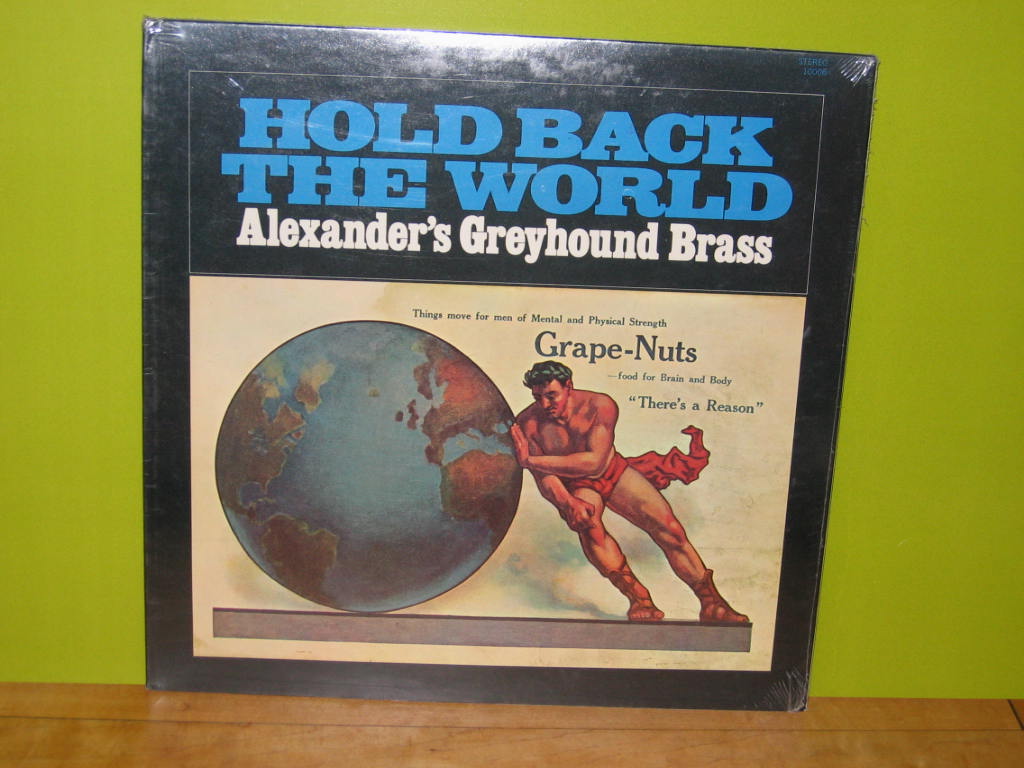 STEREO
10006
HOLD BACK
THE WORLD
Alexander's Greyhound Brass
Things move for men of Mental and Physical Strength
Grape-Nuts
—food for Brain and Body
"There's a Reason"